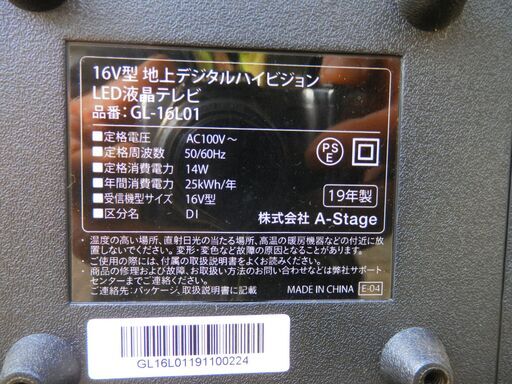 16V型 地上デジタルハイビジョン
LED液晶テレビ
品番：GL-16L01
■定格電圧 AC100V～
■定格周波数 50/60Hz
■定格消費電力 14W
■年間消費電力 25kWh/年
■受信機型サイズ 16V型
■区分名 DI
PS
E
19年製
株式会社 A-Stage
・温度の高い場所、直射日光の当たる場所、高温の暖房機器などの付近に放
置しないでください。変形・変色など故障の原因となることがあります。
ご使用の際には、付属の取扱説明書をよくお読みください。
・商品の修理および故障、取扱方法などのお問い合わせなどは弊社サポート
センターまでご連絡ください。
ご連絡先：パッケージ、取扱説明書に記載
MADE IN CHINA E-04
GL16L01191100224